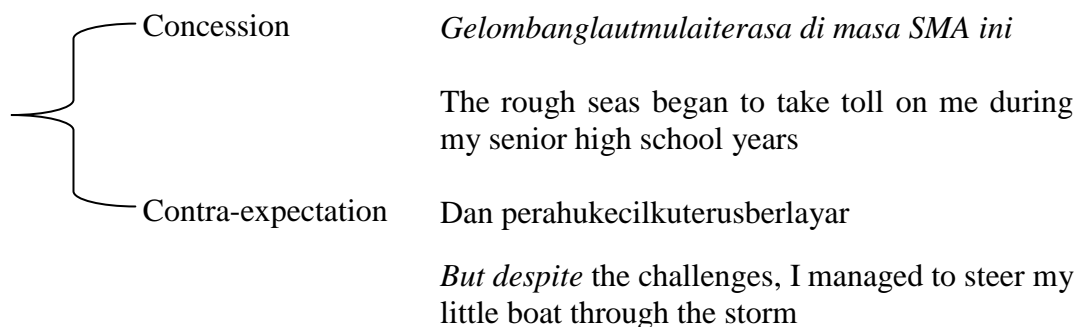 Concession Gelombanglautmulaiterasa di masa SMA ini
The rough seas began to take toll on me during
my senior high school years
Contra-expectation Dan perahukecilkuterusberlayar
But despite the challenges, I managed to steer my
little boat through the storm